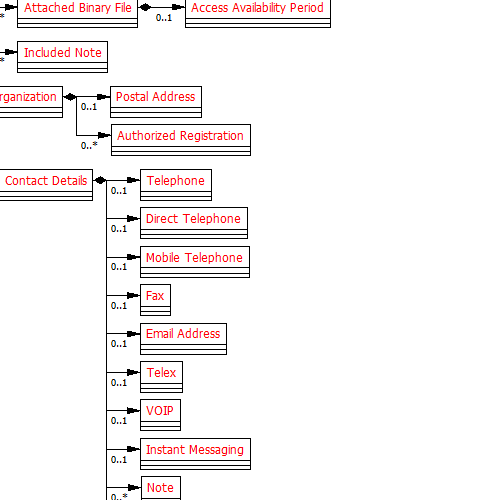 Attached Binary File
Access Availability Period
*
0..1
Included Note
*
rganization
Postal Address
0..1
Authorized Registration
0..*
Contact Details
Telephone
0..1
Direct Telephone
0..1
Mobile Telephone
0..1
Fax
0..1
Email Address
0..1
Telex
0..1
VOIP
0..1
Instant Messaging
0..1
Note
0..*